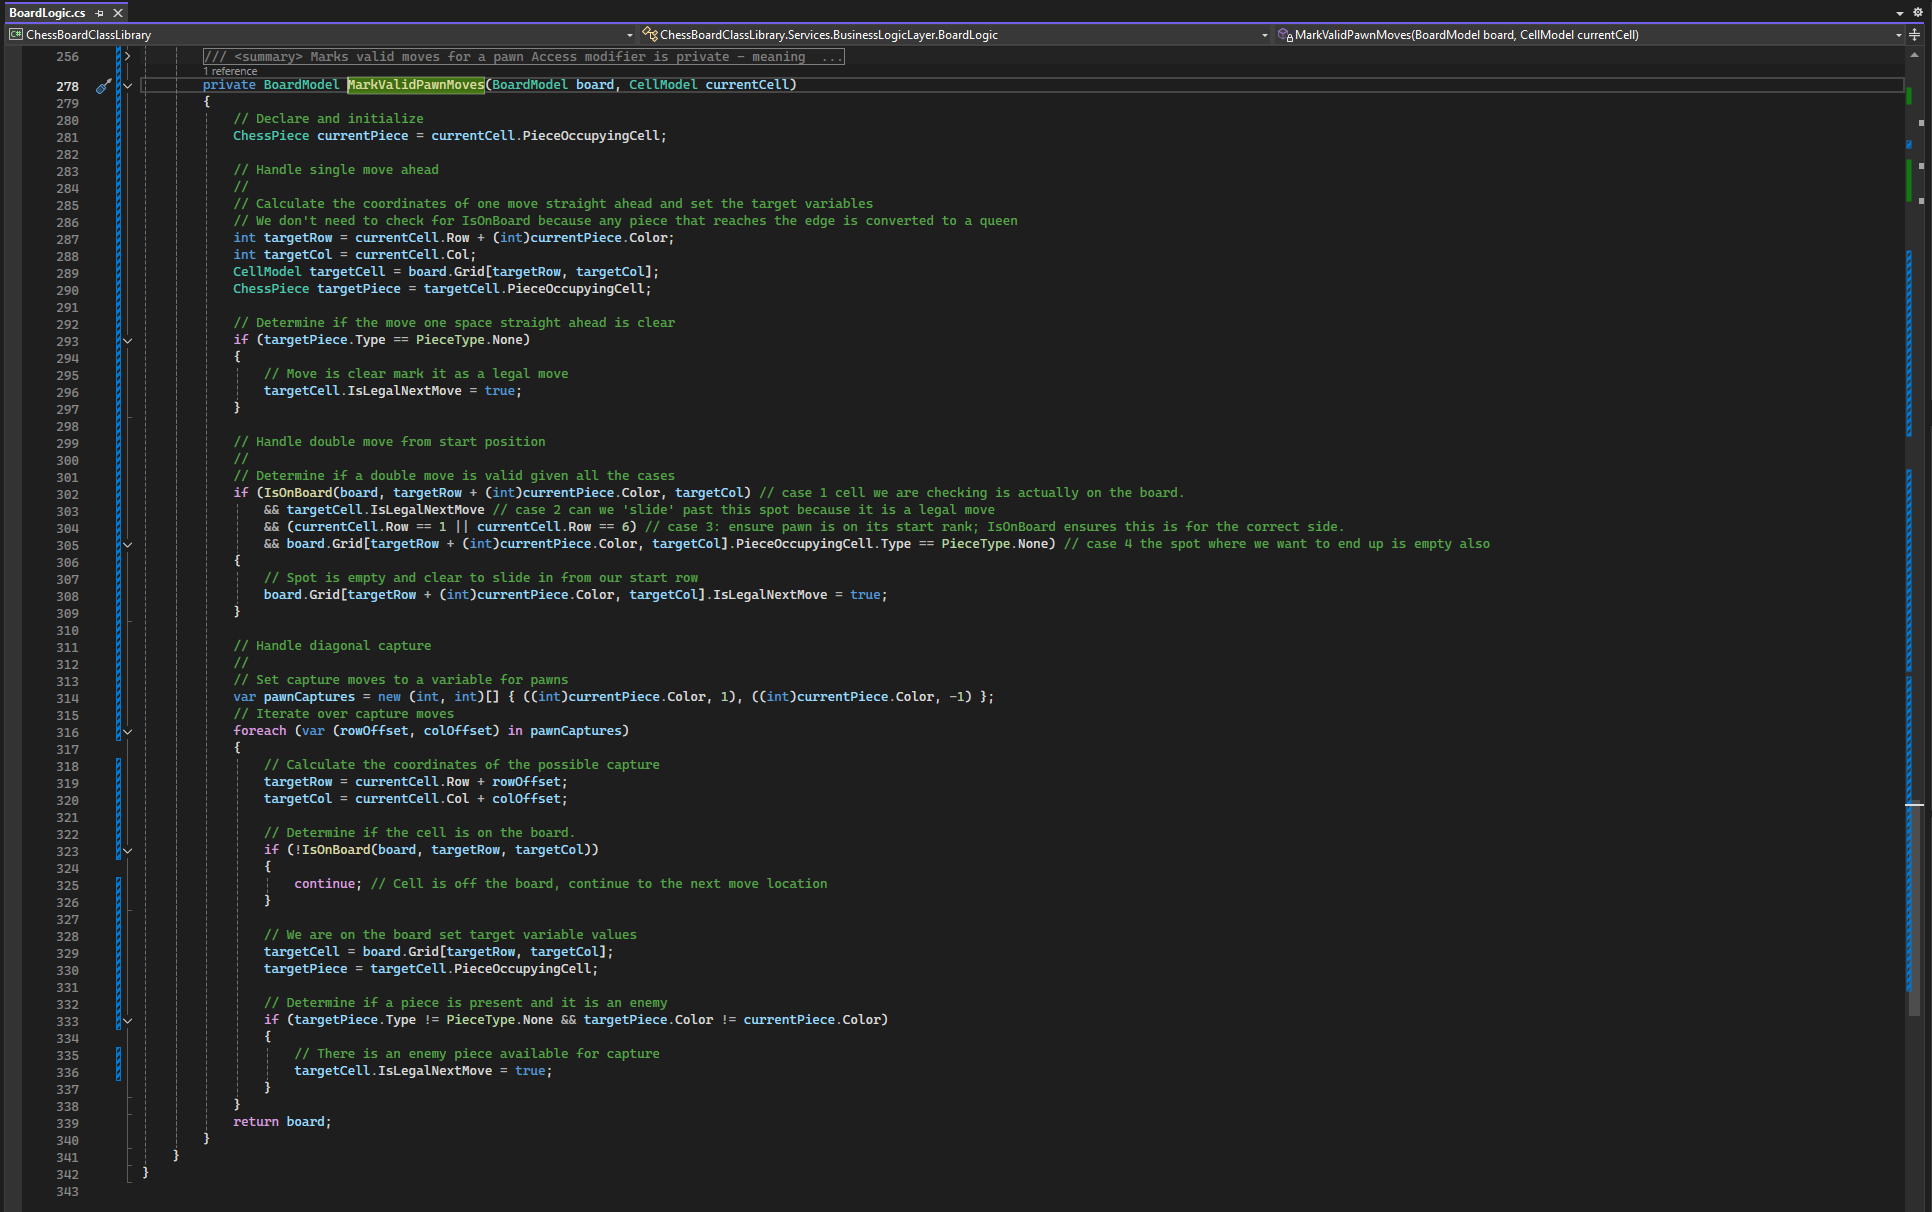 BoardLogic.cs
ChessBoardClassLibrary
ChessBoardClassLibrary.Services.BusinessLogicLayer.BoardLogic
MarkValidPawnMoves(BoardModel board, CellModel currentCell)
256 /// <summary> Marks valid moves for a pawn Access modifier is private - meaning ...
1 reference
278 private BoardModel MarkValidPawnMoves(BoardModel board, CellModel currentCell)
279 {
280 // Declare and initialize
281 ChessPiece currentPiece = currentCell.PieceOccupyingCell;
282
283 // Handle single move ahead
284 //
285 // Calculate the coordinates of one move straight ahead and set the target variables
286 // We don't need to check for IsOnBoard because any piece that reaches the edge is converted to a queen
287 int targetRow = currentCell.Row + (int)currentPiece.Color;
288 int targetCol = currentCell.Col;
289 CellModel targetCell = board.Grid[targetRow, targetCol];
290 ChessPiece targetPiece = targetCell.PieceOccupyingCell;
291
292 // Determine if the move one space straight ahead is clear
293 if (targetPiece.Type == PieceType.None)
294 {
295 // Move is clear mark it as a legal move
296 targetCell.IsLegalNextMove = true;
297 }
298
299 // Handle double move from start position
300 //
301 // Determine if a double move is valid given all the cases
302 if (IsOnBoard(board, targetRow + (int)currentPiece.Color, targetCol) // case 1 cell we are checking is actually on the board.
303 && targetCell.IsLegalNextMove // case 2 can we 'slide' past this spot because it is a legal move
304 && (currentCell.Row == 1 || currentCell.Row == 6) // case 3: ensure pawn is on its start rank; IsOnBoard ensures this is for the correct side.
305 && board.Grid[targetRow + (int)currentPiece.Color, targetCol].PieceOccupyingCell.Type == PieceType.None) // case 4 the spot where we want to end up is empty also
306 {
307 // Spot is empty and clear to slide in from our start row
308 board.Grid[targetRow + (int)currentPiece.Color, targetCol].IsLegalNextMove = true;
309 }
310
311 // Handle diagonal capture
312 //
313 // Set capture moves to a variable for pawns
314 var pawnCaptures = new (int, int)[] { ((int)currentPiece.Color, 1), ((int)currentPiece.Color, -1) };
315 // Iterate over capture moves
316 foreach (var (rowOffset, colOffset) in pawnCaptures)
317 {
318 // Calculate the coordinates of the possible capture
319 targetRow = currentCell.Row + rowOffset;
320 targetCol = currentCell.Col + colOffset;
321
322 // Determine if the cell is on the board.
323 if (!IsOnBoard(board, targetRow, targetCol))
324 {
325 continue; // Cell is off the board, continue to the next move location
326 }
327
328 // We are on the board set target variable values
329 targetCell = board.Grid[targetRow, targetCol];
330 targetPiece = targetCell.PieceOccupyingCell;
331
332 // Determine if a piece is present and it is an enemy
333 if (targetPiece.Type != PieceType.None && targetPiece.Color != currentPiece.Color)
334 {
335 // There is an enemy piece available for capture
336 targetCell.IsLegalNextMove = true;
337 }
338 }
339 return board;
340 }
341 }
342 }
343